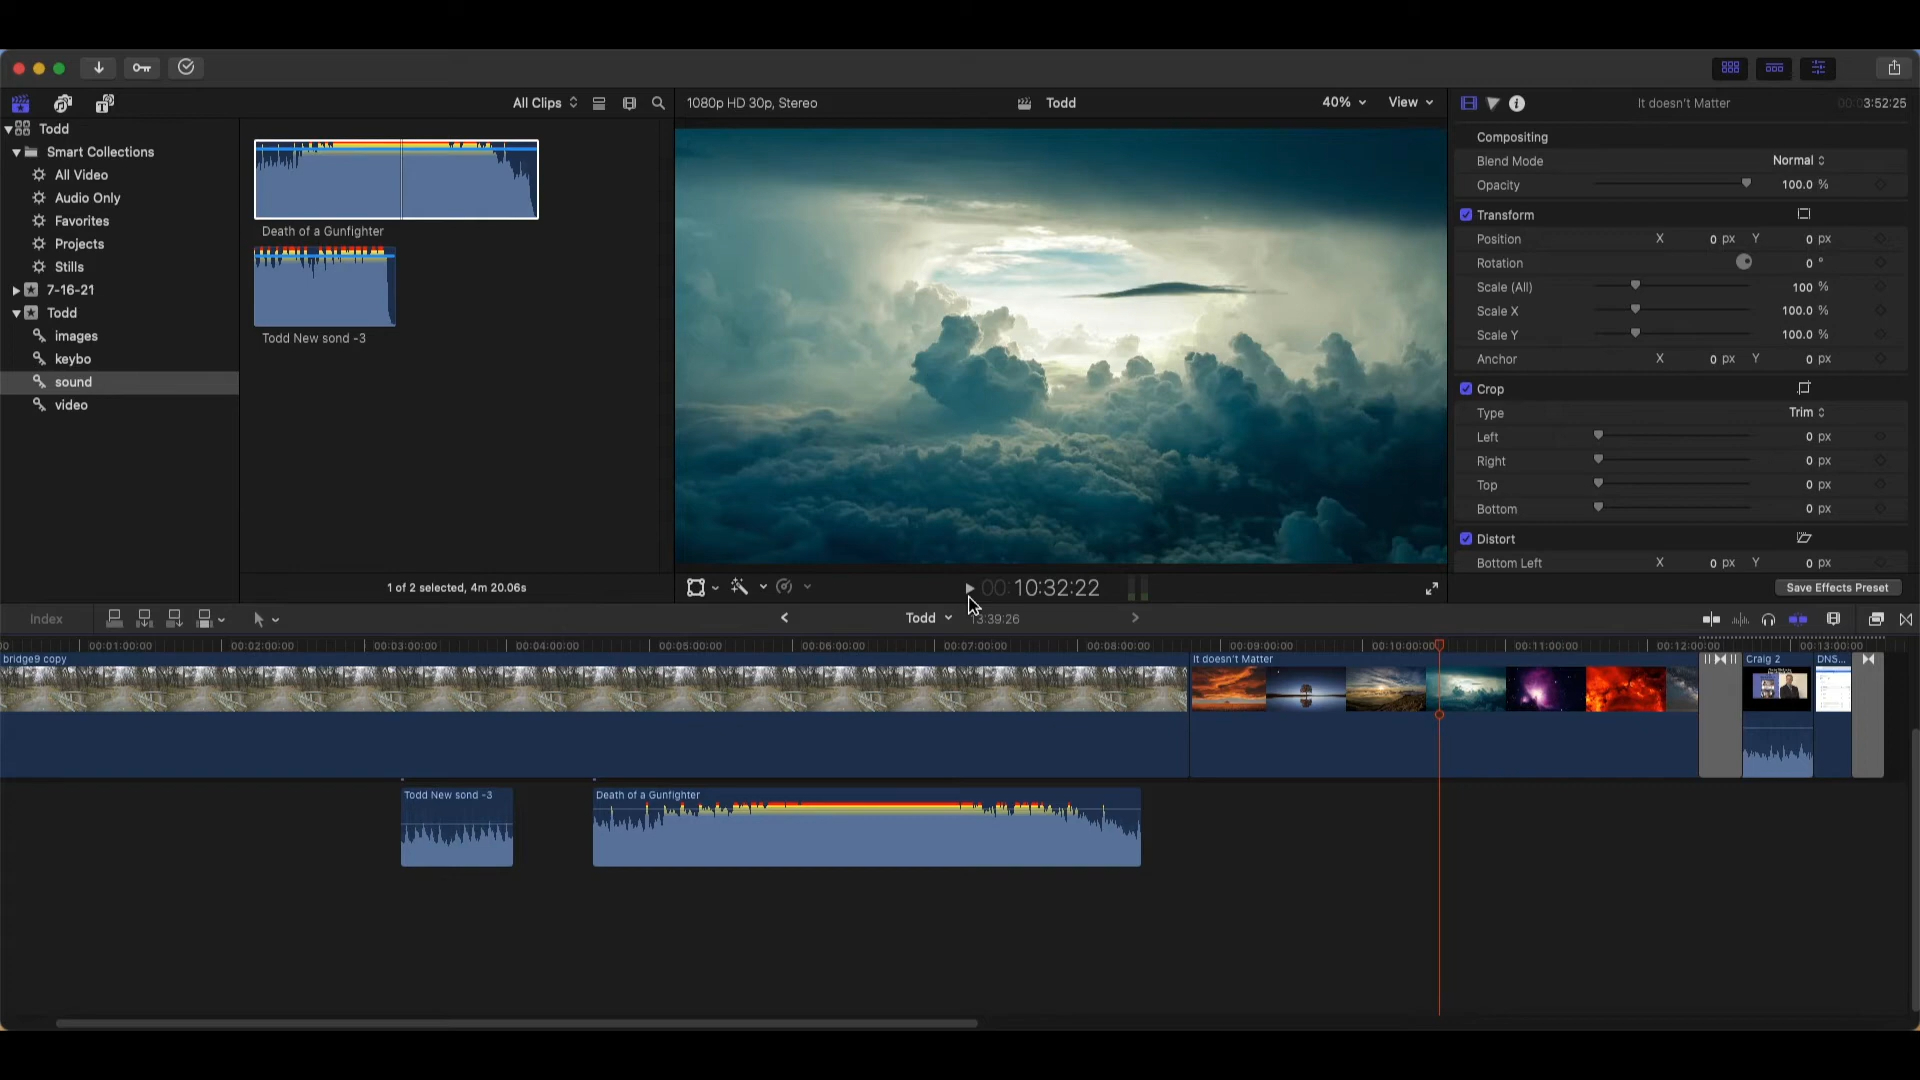 All Clips
1080p HD 30p, Stereo
Todd
40%
View
It doesn't Matter
00:03:52:25
Todd
Smart Collections
All Video
Audio Only
Favorites
Projects
Stills
7-16-21
Todd
images
keybo
sound
video
Death of a Gunfighter
Todd New sond -3
1 of 2 selected, 4m 20.06s
00:10:32:22
Compositing
Blend Mode Normal
Opacity 100.0 %
Transform
Position X 0 px Y 0 px
Rotation 0 °
Scale (All) 100 %
Scale X 100.0 %
Scale Y 100.0 %
Anchor X 0 px Y 0 px
Crop
Type Trim
Left 0 px
Right 0 px
Top 0 px
Bottom 0 px
Distort
Bottom Left X 0 px Y 0 px
Save Effects Preset
Index
Todd
13:39:26
00:01:00:00 00:02:00:00 00:03:00:00 00:04:00:00 00:05:00:00 00:06:00:00 00:07:00:00 00:08:00:00 00:09:00:00 00:10:00:00 00:11:00:00 00:12:00:00 00:13:00:00
bridge9 copy
It doesn't Matter
Craig 2
DNS...
Todd New sond -3
Death of a Gunfighter